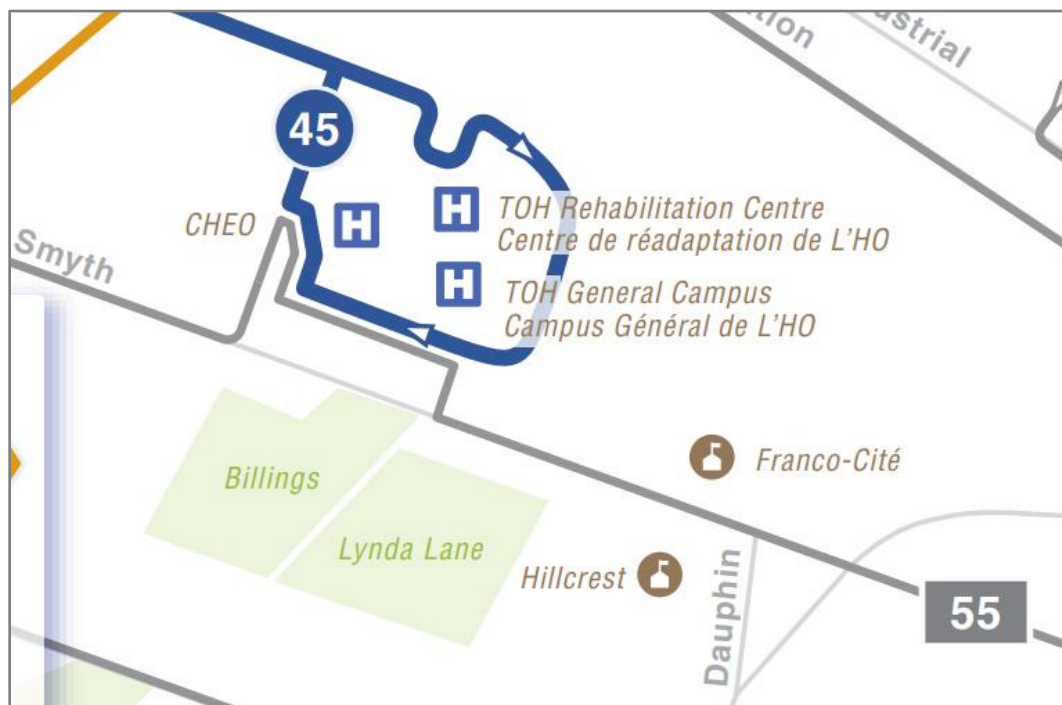 45
CHEO
Smyth
H
H
H
TOH Rehabilitation Centre
Centre de réadaptation de L'HO
TOH General Campus
Campus Général de L'HO
Billings
Lynda Lane
Franco-Cité
Hillcrest
Dauphin
55